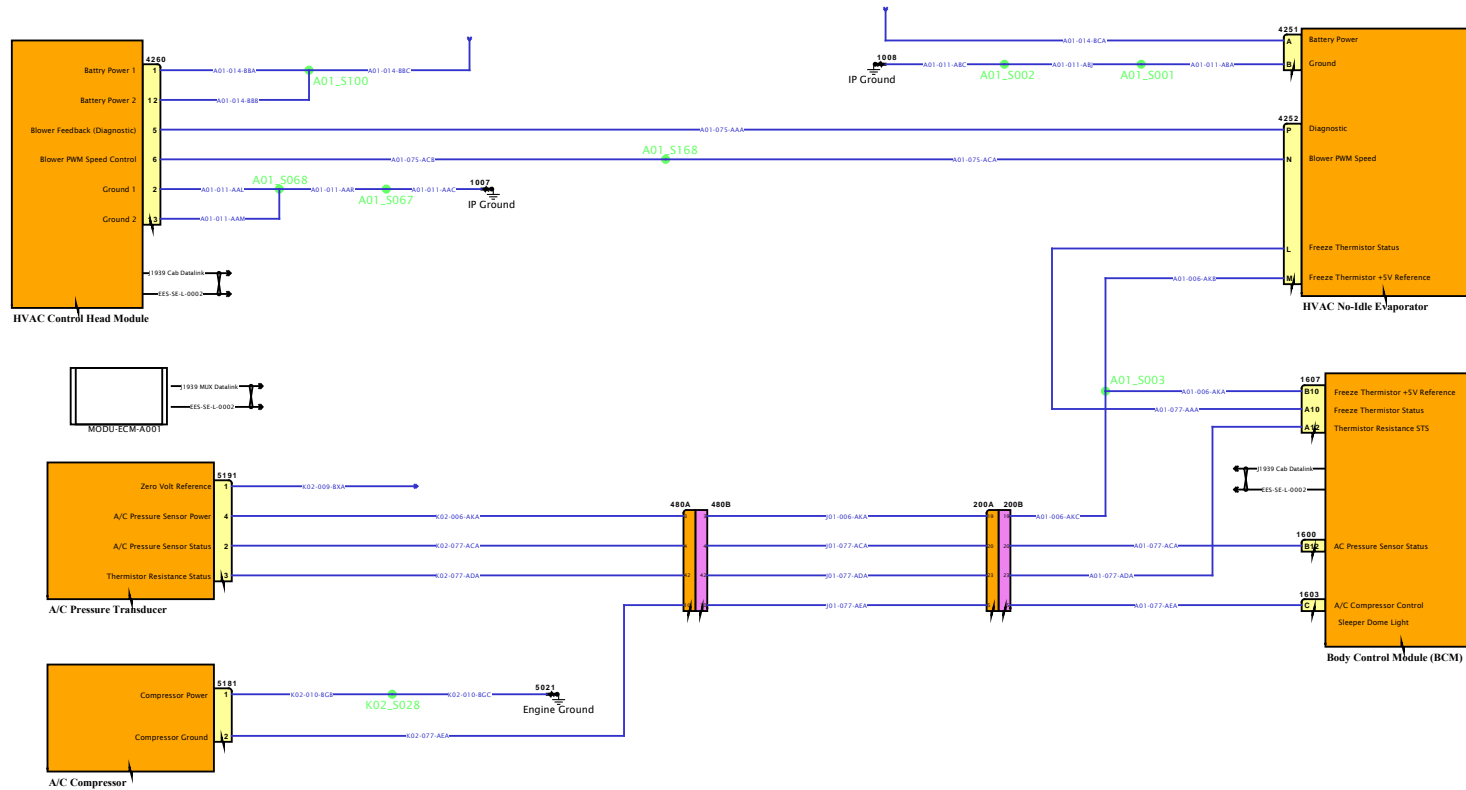 4260
Battry Power 1
1
A01-014-BBA
A01-014-BBC
A01_S100
Battery Power 2
12
A01-014-BBB
Blower Feedback (Diagnostic)
5
A01-075-AAA
Blower PWM Speed Control
6
A01-075-ACB
A01_S168
A01-075-ACA
Ground 1
2
A01-011-AAL
A01_S068
A01-011-AAR
A01_S067
A01-011-AAC
1007
IP Ground
Ground 2
3
A01-011-AAM
J1939 Cab Datalink
EES-SE-L-0002
HVAC Control Head Module
4251
A01-014-BCA
A
Battery Power
1008
IP Ground
A01-011-ABC
A01_S002
A01-011-ABJ
A01_S001
A01-011-ABA
B
Ground
4252
P
Diagnostic
N
Blower PWM Speed
L
Freeze Thermistor Status
A01-006-AKB
M
Freeze Thermistor +5V Reference
HVAC No-Idle Evaporator
J1939 MUX Datalink
EES-SE-L-0002
MODU-ECM-A001
A01_S003
1607
A01-006-AKA
B10
Freeze Thermistor +5V Reference
A01-077-AAA
A10
Freeze Thermistor Status
A12
Thermistor Resistance STS
J1939 Cab Datalink
EES-SE-L-0002
5191
Zero Volt Reference
1
K02-009-BXA
480A
480B
200A
200B
A/C Pressure Sensor Power
4
K02-006-AKA
J01-006-AKA
A01-006-AKC
A/C Pressure Sensor Status
2
K02-077-ACA
4
J01-077-ACA
20
20
A01-077-ACA
1600
B12
AC Pressure Sensor Status
Thermistor Resistance Status
3
K02-077-ADA
42
42
J01-077-ADA
23
23
A01-077-ADA
A/C Pressure Transducer
J01-077-AEA
A01-077-AEA
1603
C
A/C Compressor Control
Sleeper Dome Light
Body Control Module (BCM)
5181
Compressor Power
1
K02-010-BGB
K02_S028
K02-010-BGC
5021
Engine Ground
Compressor Ground
2
K02-077-AEA
A/C Compressor